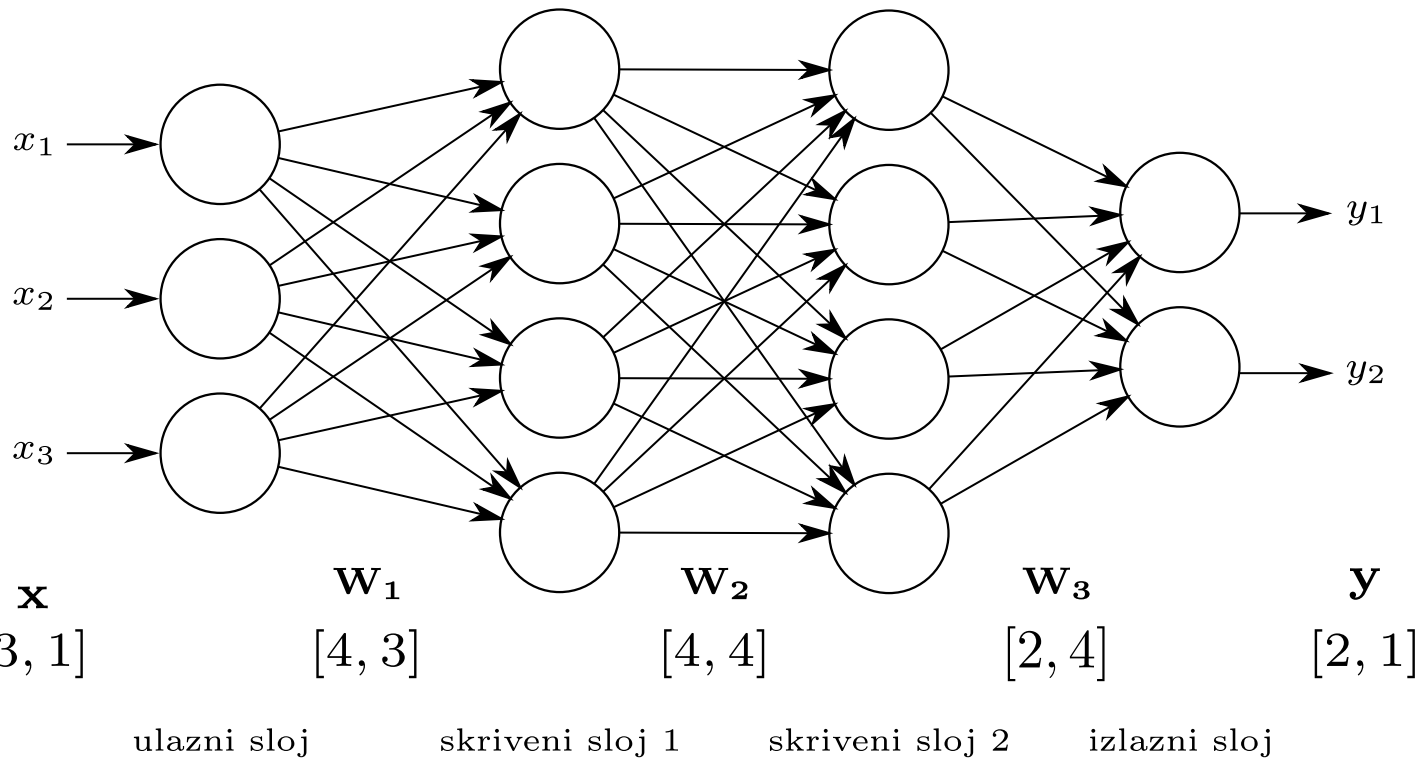 x₁
x₂
x₃
y₁
y₂
x W₁ W₂ W₃ y
3, 1] [4, 3] [4, 4] [2, 4] [2, 1]
ulazni sloj skriveni sloj 1 skriveni sloj 2 izlazni sloj